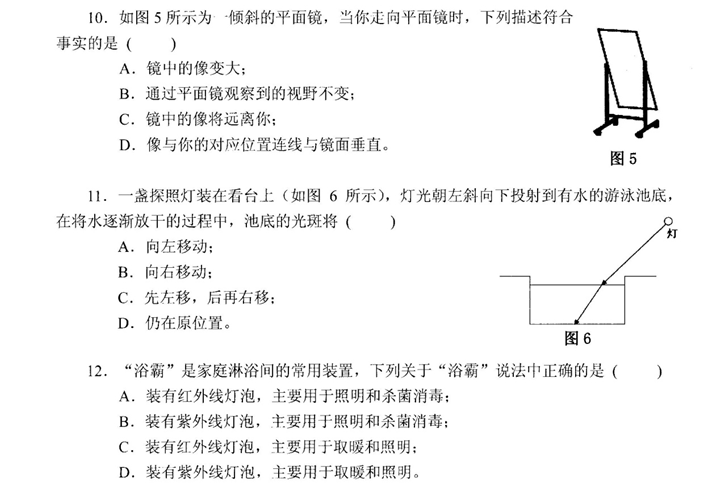 10．如图 5 所示为一倾斜的平面镜，当你走向平面镜时，下列描述符合
事实的是（　　）
A．镜中的像变大；
B．通过平面镜观察到的视野不变；
C．镜中的像将远离你；
D．像与你的对应位置连线与镜面垂直。
图 5
11．一盏探照灯装在看台上（如图 6 所示），灯光朝左斜向下投射到有水的游泳池底，
在将水逐渐放干的过程中，池底的光斑将（　　）
灯
A．向左移动；
B．向右移动；
C．先左移，后再右移；
D．仍在原位置。
图 6
12．“浴霸”是家庭淋浴间的常用装置，下列关于“浴霸”说法中正确的是（　　）
A．装有红外线灯泡，主要用于照明和杀菌消毒；
B．装有紫外线灯泡，主要用于照明和杀菌消毒；
C．装有红外线灯泡，主要用于取暖和照明；
D．装有紫外线灯泡，主要用于取暖和照明。